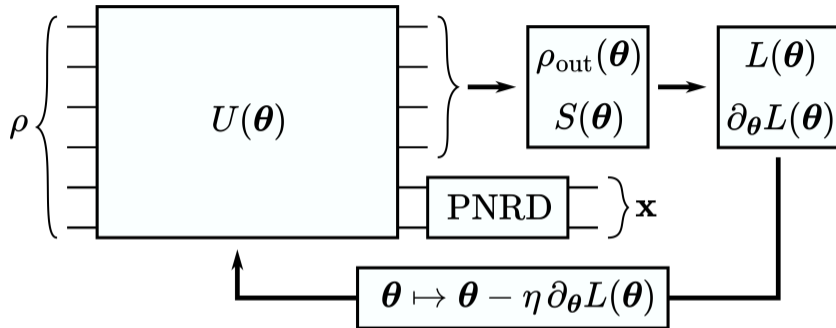 ρ
U(θ)
ρ_out(θ)
S(θ)
L(θ)
∂_θL(θ)
PNRD
x
θ ↦ θ − η ∂_θL(θ)